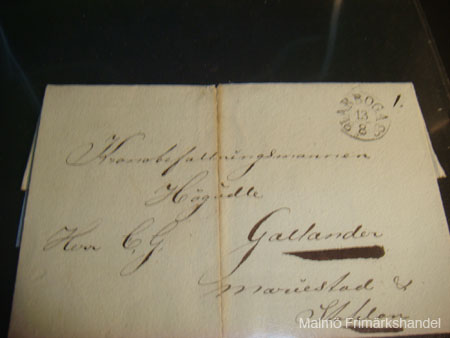 ARBOGA
13
8
1.
Kronobefallningsmannen
Högädle
Herr C. G. Gallander
Mariestad &
Malmö Frimärkshandel